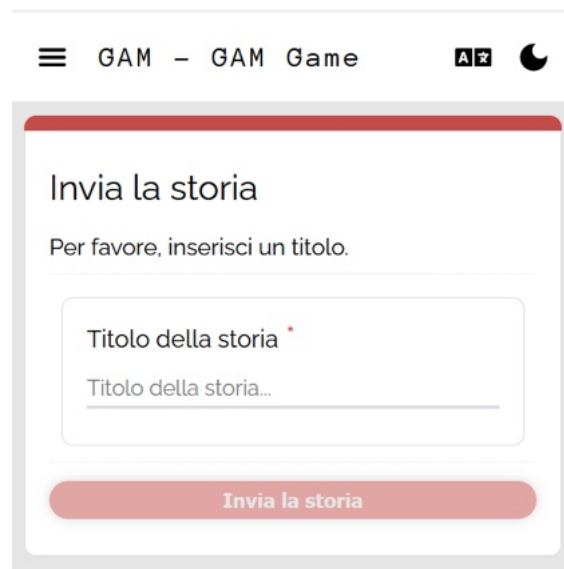 GAM – GAM Game
Invia la storia
Per favore, inserisci un titolo.
Titolo della storia *
Titolo della storia...
Invia la storia